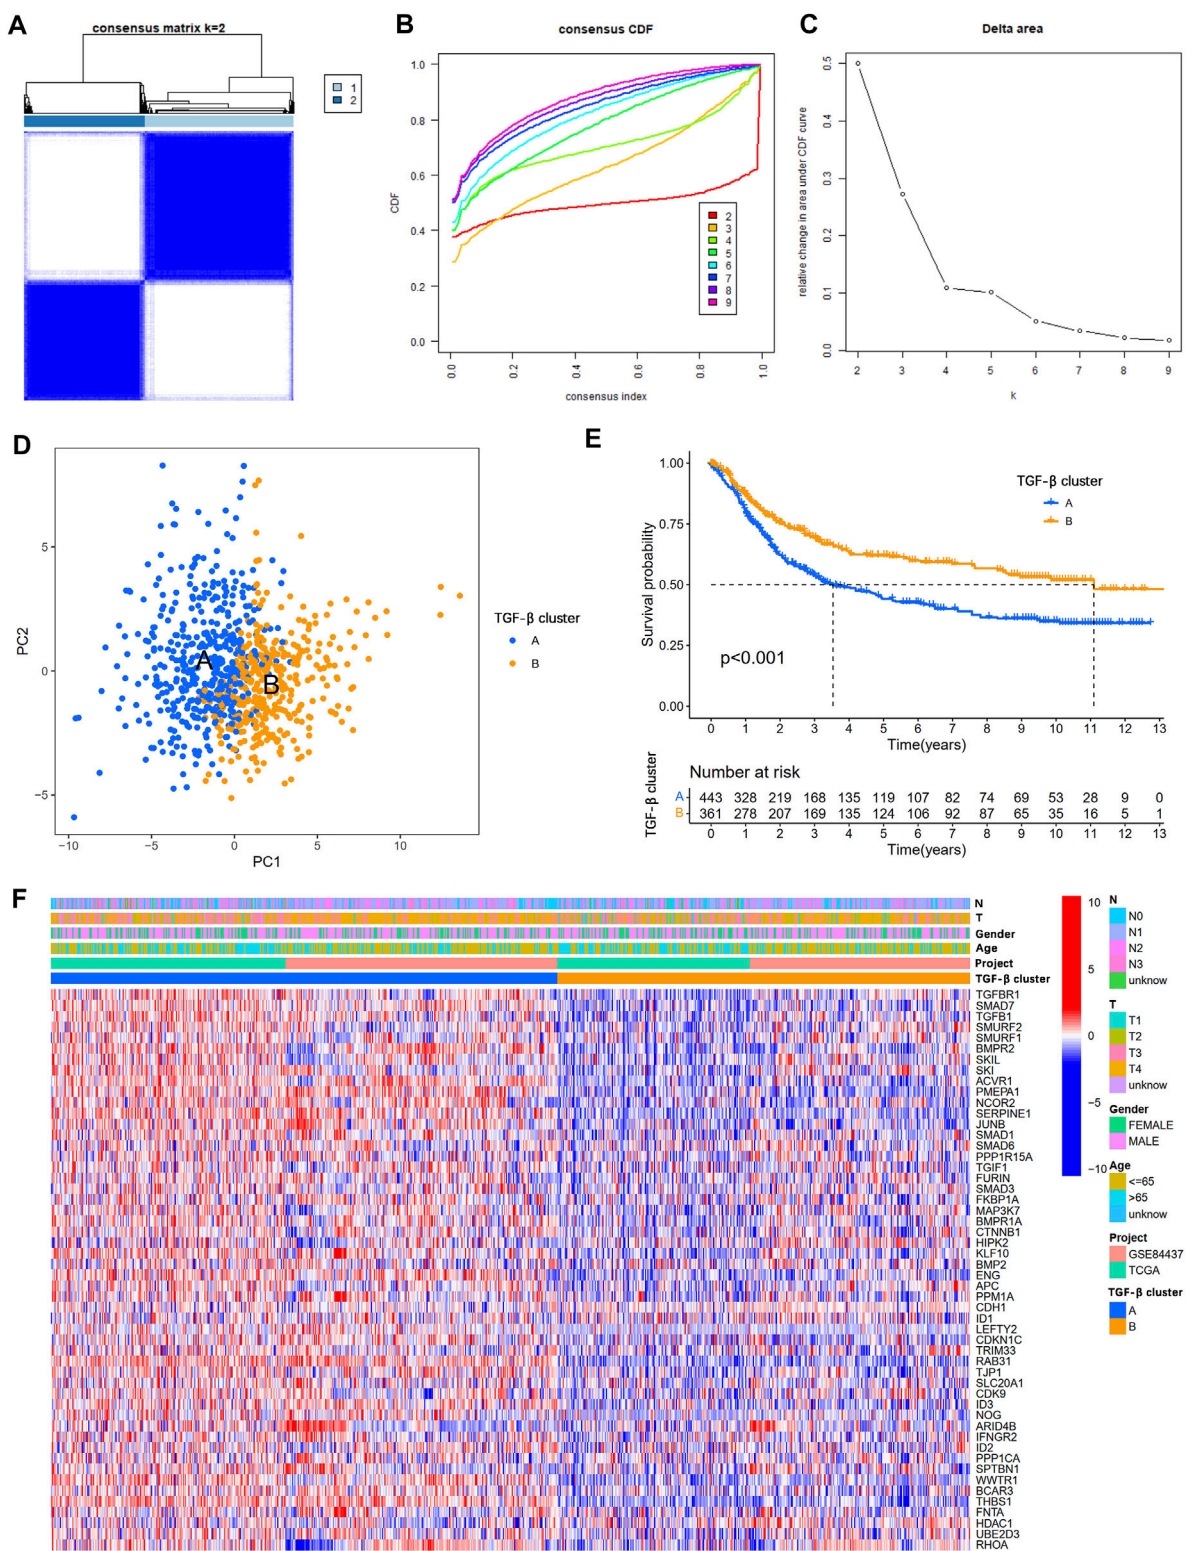 A
consensus matrix k=2
1
2
B
consensus CDF
CDF
1.0
0.8
0.6
0.4
0.2
0.0
2
3
4
5
6
7
8
9
0.0
0.2
0.4
0.6
0.8
1.0
consensus index
C
Delta area
relative change in area under CDF curve
0.5
0.4
0.3
0.2
0.1
0.0
2 3 4 5 6 7 8 9
k
D
PC2
5
0
−5
−10 −5 0 5 10
PC1
TGF-β cluster
A
B
A
B
E
Survival probability
1.00
0.75
0.50
0.25
0.00
TGF-β cluster
A
B
p<0.001
0 1 2 3 4 5 6 7 8 9 10 11 12 13
Time(years)
TGF-β cluster
Number at risk
A 443 328 219 168 135 119 107 82 74 69 53 28 9 0
B 361 278 207 169 135 124 106 92 87 65 35 16 5 1
0 1 2 3 4 5 6 7 8 9 10 11 12 13
Time(years)
F
N
T
Gender
Age
Project
TGF-β cluster
TGFBR1
SMAD7
TGFB1
SMURF2
SMURF1
BMPR2
SKIL
SKI
ACVR1
PMEPA1
NCOR2
SERPINE1
JUNB
SMAD1
SMAD6
PPP1R15A
TGIF1
FURIN
SMAD3
FKBP1A
MAP3K7
BMPR1A
CTNNB1
HIPK2
KLF10
BMP2
ENG
APC
PPM1A
CDH1
ID1
LEFTY2
CDKN1C
TRIM33
RAB31
TJP1
SLC20A1
CDK9
ID3
NOG
ARID4B
IFNGR2
ID2
PPP1CA
SPTBN1
WWTR1
BCAR3
THBS1
FNTA
HDAC1
UBE2D3
RHOA
10
5
0
−5
−10
N
N0
N1
N2
N3
unknow
T
T1
T2
T3
T4
unknow
Gender
FEMALE
MALE
Age
<=65
>65
unknow
Project
GSE84437
TCGA
TGF-β cluster
A
B